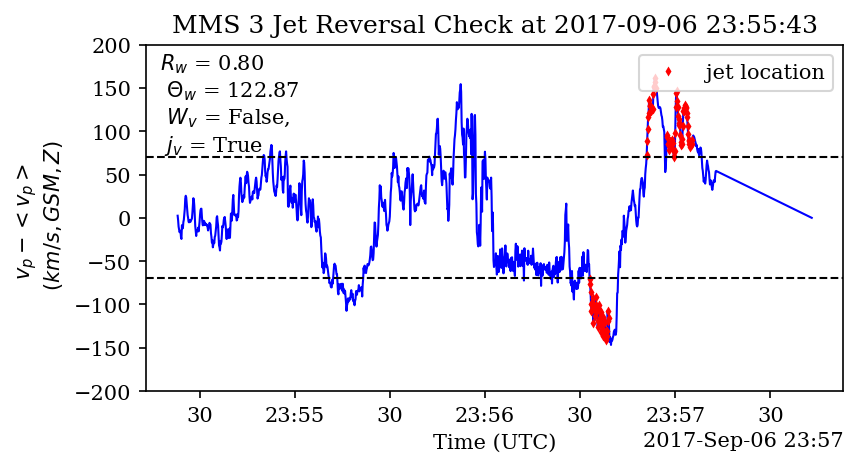 MMS 3 Jet Reversal Check at 2017-09-06 23:55:43
R_w = 0.80
Θ_w = 122.87
W_v = False,
j_v = True
jet location
v_p − < v_p >
(km/s, GSM, Z)
200
150
100
50
0
−50
−100
−150
−200
30 23:55 30 23:56 30 23:57 30
Time (UTC)
2017-Sep-06 23:57